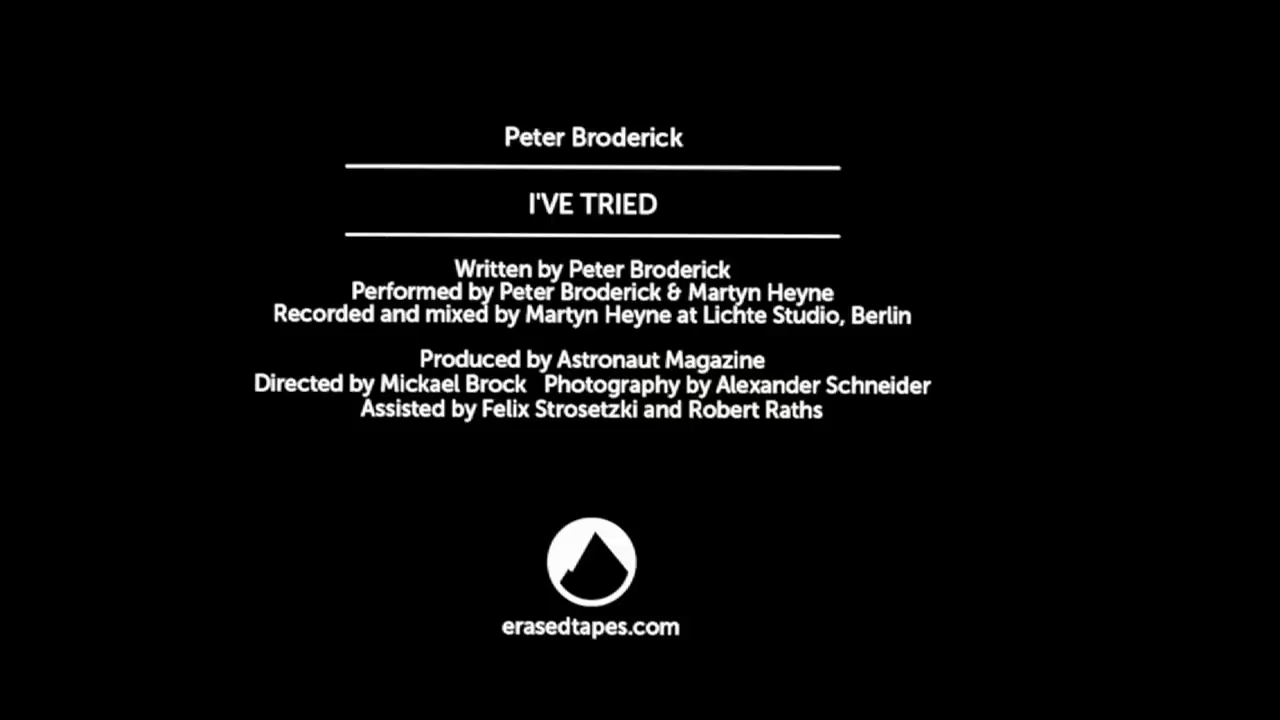 Peter Broderick
I'VE TRIED
Written by Peter Broderick
Performed by Peter Broderick & Martyn Heyne
Recorded and mixed by Martyn Heyne at Lichte Studio, Berlin
Produced by Astronaut Magazine
Directed by Mickael Brock   Photography by Alexander Schneider
Assisted by Felix Strosetzki and Robert Raths
erasedtapes.com